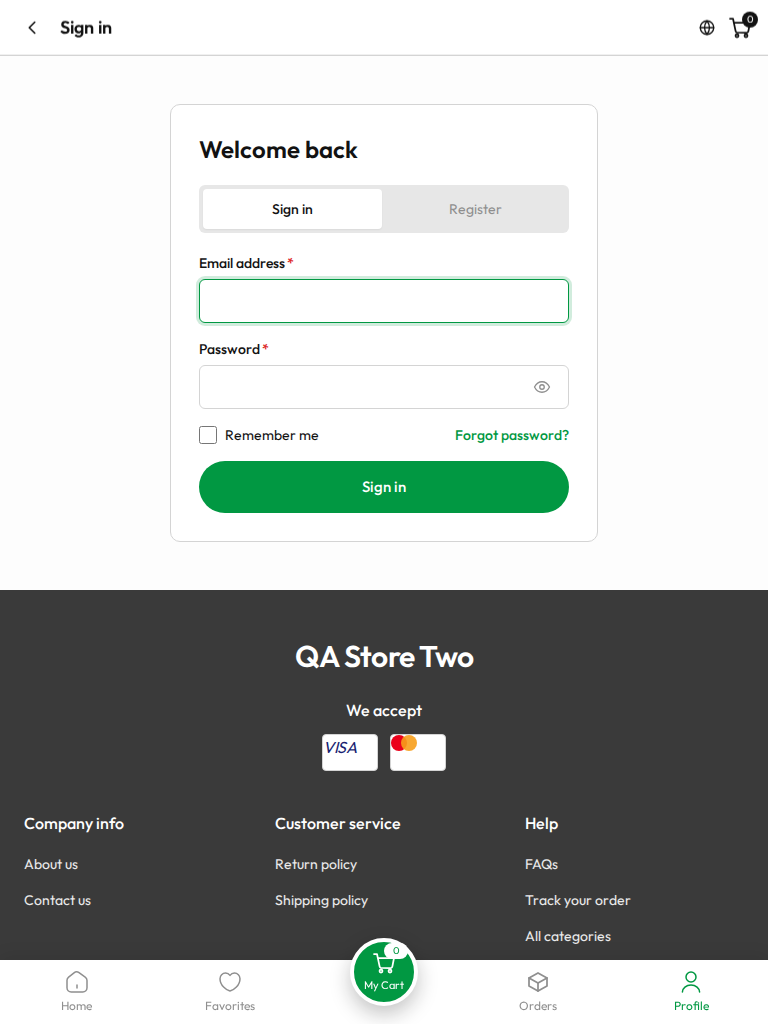 Sign in
0
Welcome back
Sign in
Register
Email address *
Password *
Remember me
Forgot password?
Sign in
QA Store Two
We accept
VISA
Company info
About us
Contact us
Customer service
Return policy
Shipping policy
Help
FAQs
Track your order
All categories
Home
Favorites
0
My Cart
Orders
Profile